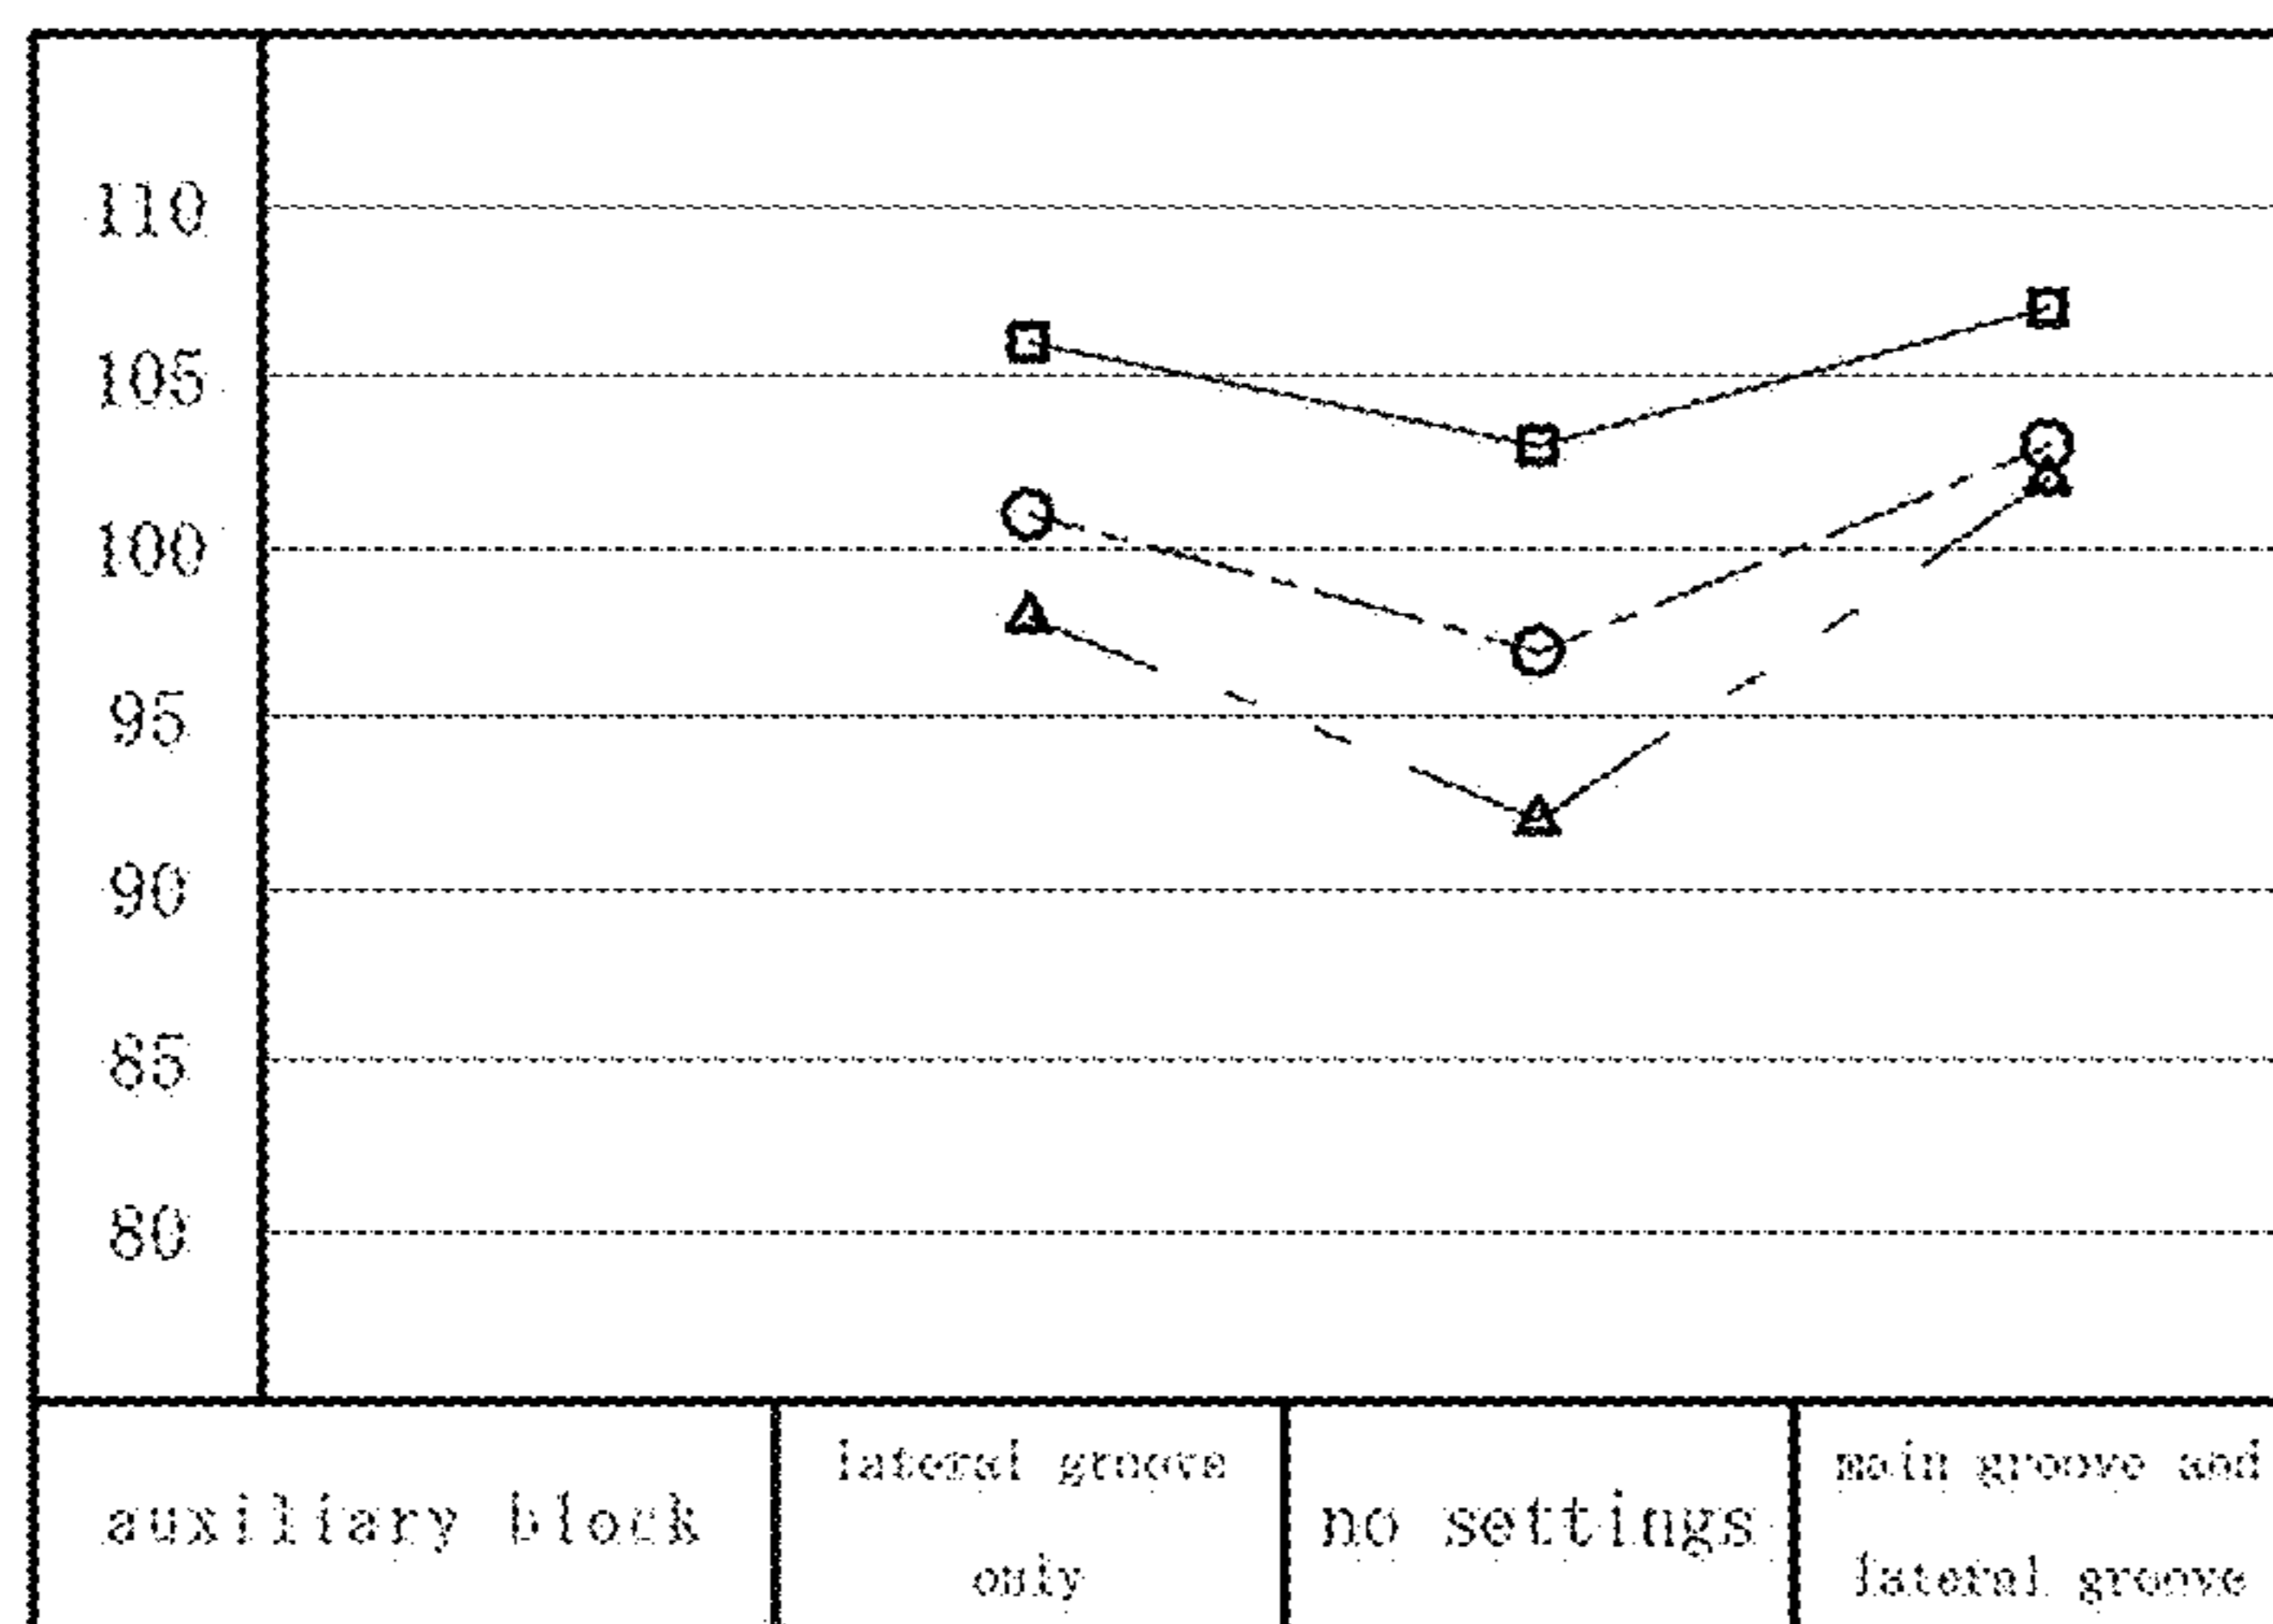 110
105
100
95
90
85
80
auxiliary block
lateral groove
only
no settings
main groove and
lateral groove